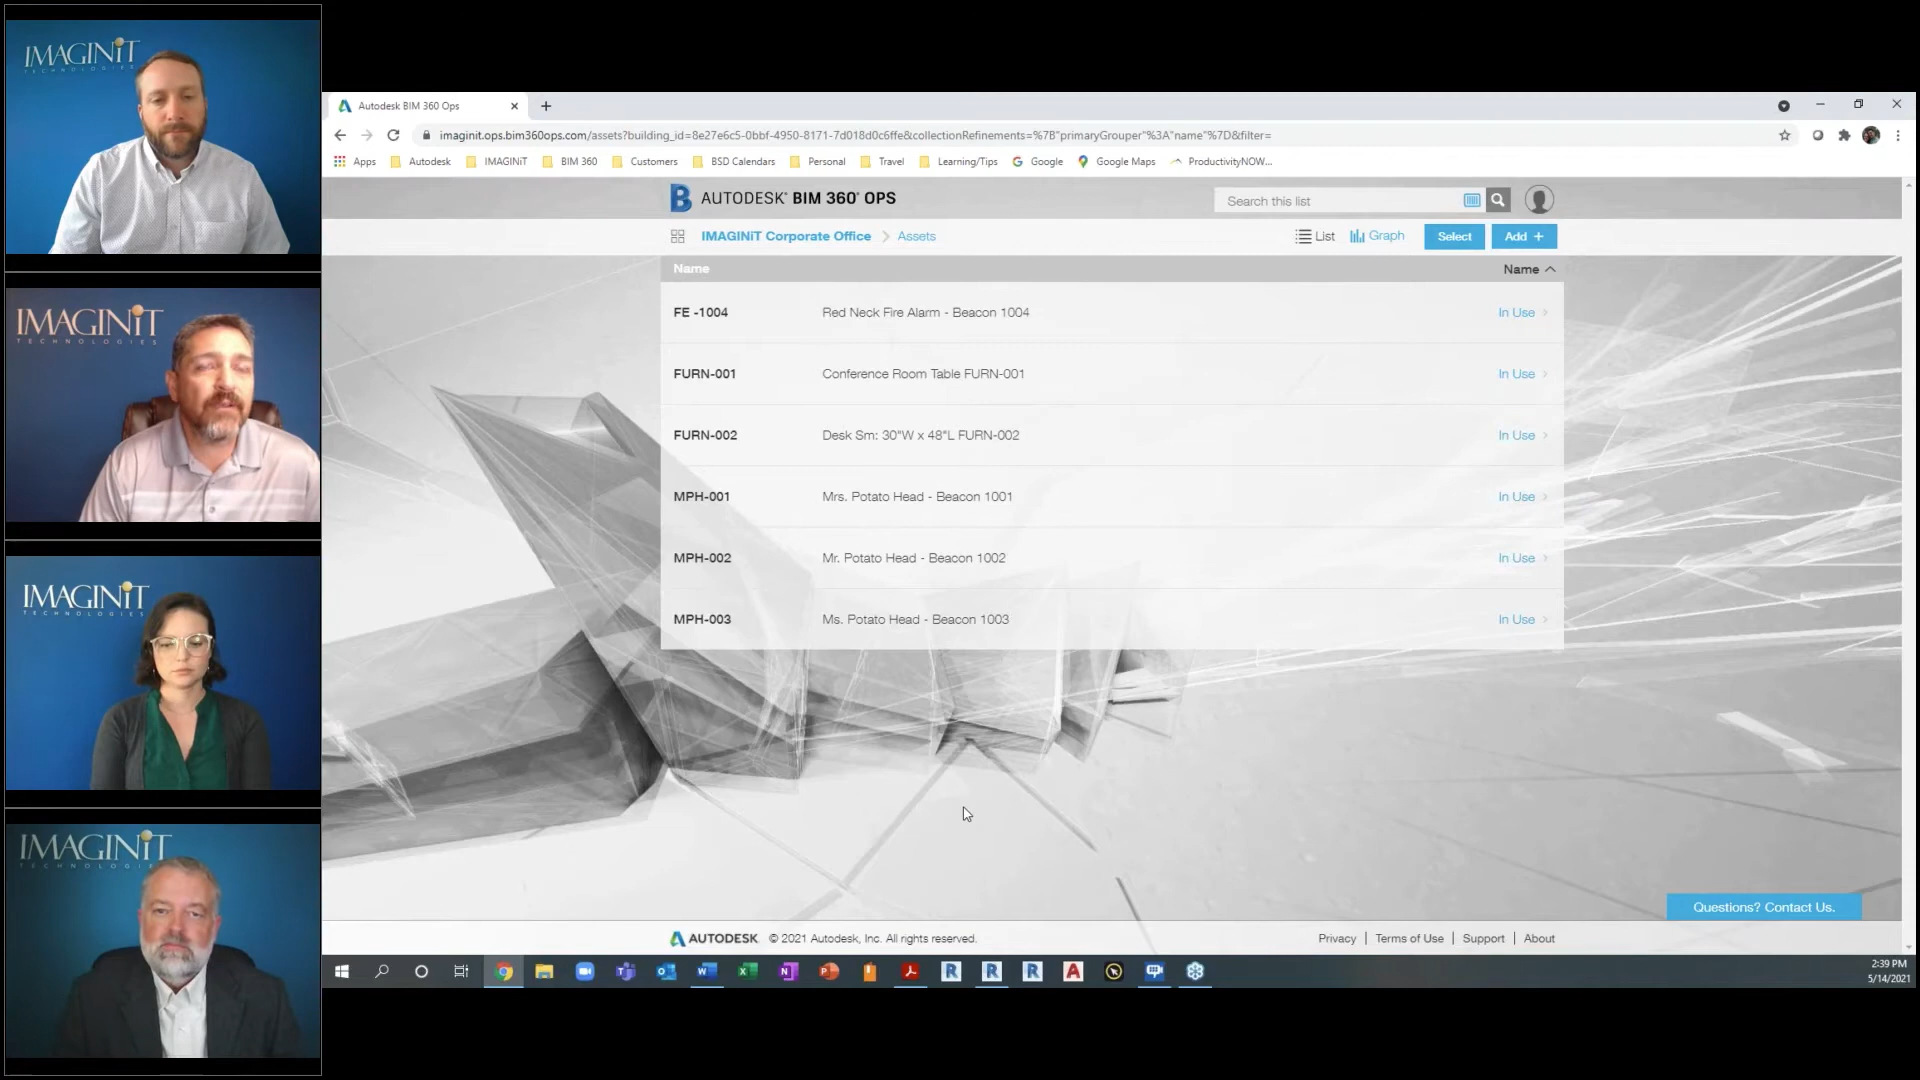 IMAGINiT
TECHNOLOGIES
IMAGINiT
TECHNOLOGIES
IMAGINiT
TECHNOLOGIES
IMAGINiT
TECHNOLOGIES
Autodesk BIM 360 Ops
imaginit.ops.bim360ops.com/assets?building_id=8e27e6c5-0bbf-4950-8171-7d018d0c6ffe&collectionRefinements=%7B"primaryGrouper"%3A"name"%7D&filter=
Apps Autodesk IMAGINiT BIM 360 Customers BSD Calendars Personal Travel Learning/Tips Google Google Maps ProductivityNOW...
AUTODESK® BIM 360® OPS
Search this list
IMAGINiT Corporate Office > Assets
List Graph Select Add +
Name Name
FE -1004 Red Neck Fire Alarm - Beacon 1004 In Use
FURN-001 Conference Room Table FURN-001 In Use
FURN-002 Desk Sm: 30"W x 48"L FURN-002 In Use
MPH-001 Mrs. Potato Head - Beacon 1001 In Use
MPH-002 Mr. Potato Head - Beacon 1002 In Use
MPH-003 Ms. Potato Head - Beacon 1003 In Use
Questions? Contact Us.
AUTODESK © 2021 Autodesk, Inc. All rights reserved.
Privacy | Terms of Use | Support | About
2:39 PM
5/14/2021